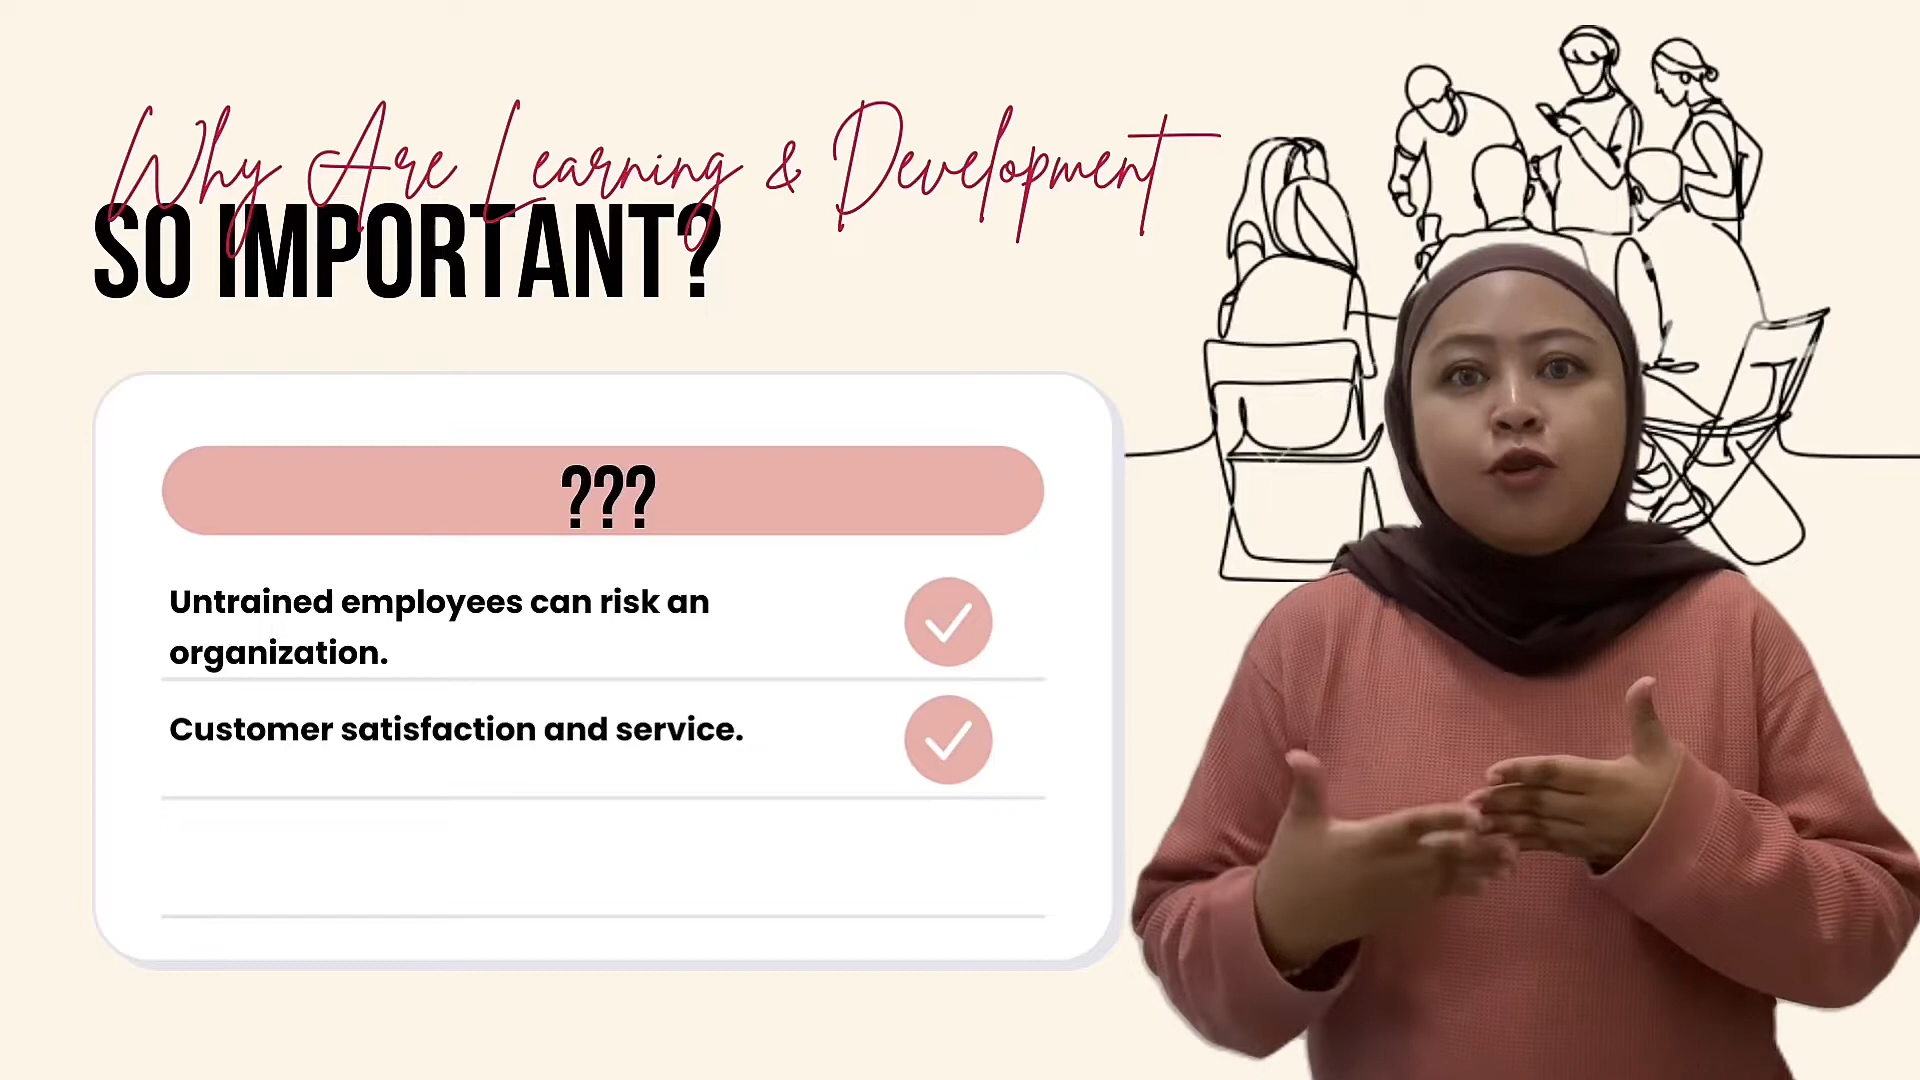 Why Are Learning & Development
SO IMPORTANT?
???
Untrained employees can risk an
organization.
Customer satisfaction and service.